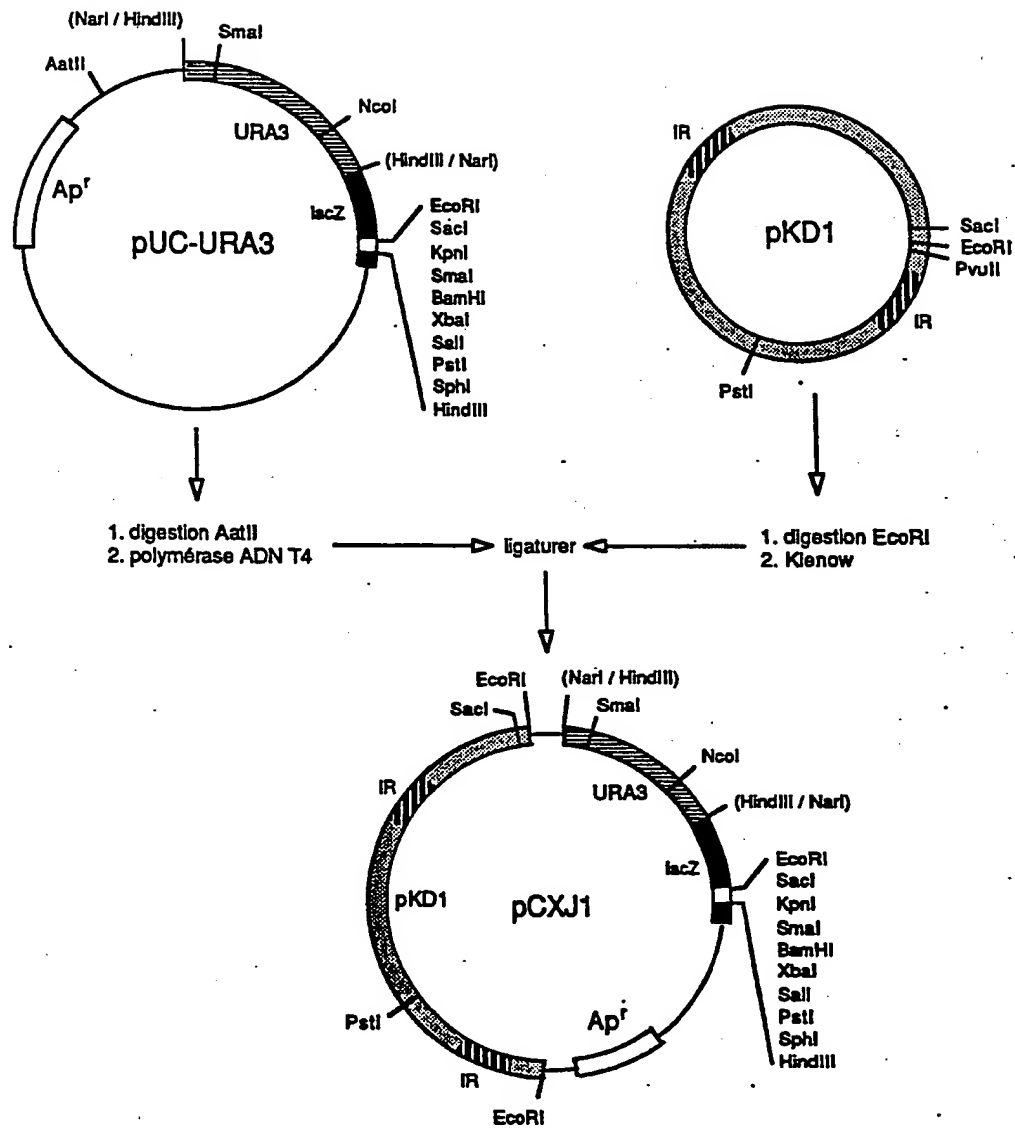 (NarI / HindIII)
SmaI
AatII
NcoI
URA3
(HindIII / NarI)
Apʳ
lacZ
pUC-URA3
EcoRI
SacI
KpnI
SmaI
BamHI
XbaI
SalI
PstI
SphI
HindIII
IR
pKD1
SacI
EcoRI
PvuII
IR
PstI
1. digestion AatII
2. polymérase ADN T4
ligaturer
1. digestion EcoRI
2. Klenow
EcoRI
(NarI / HindIII)
SacI
SmaI
NcoI
IR
URA3
(HindIII / NarI)
lacZ
EcoRI
SacI
KpnI
SmaI
BamHI
XbaI
SalI
PstI
SphI
HindIII
pKD1
pCXJ1
PstI
Apʳ
IR
EcoRI